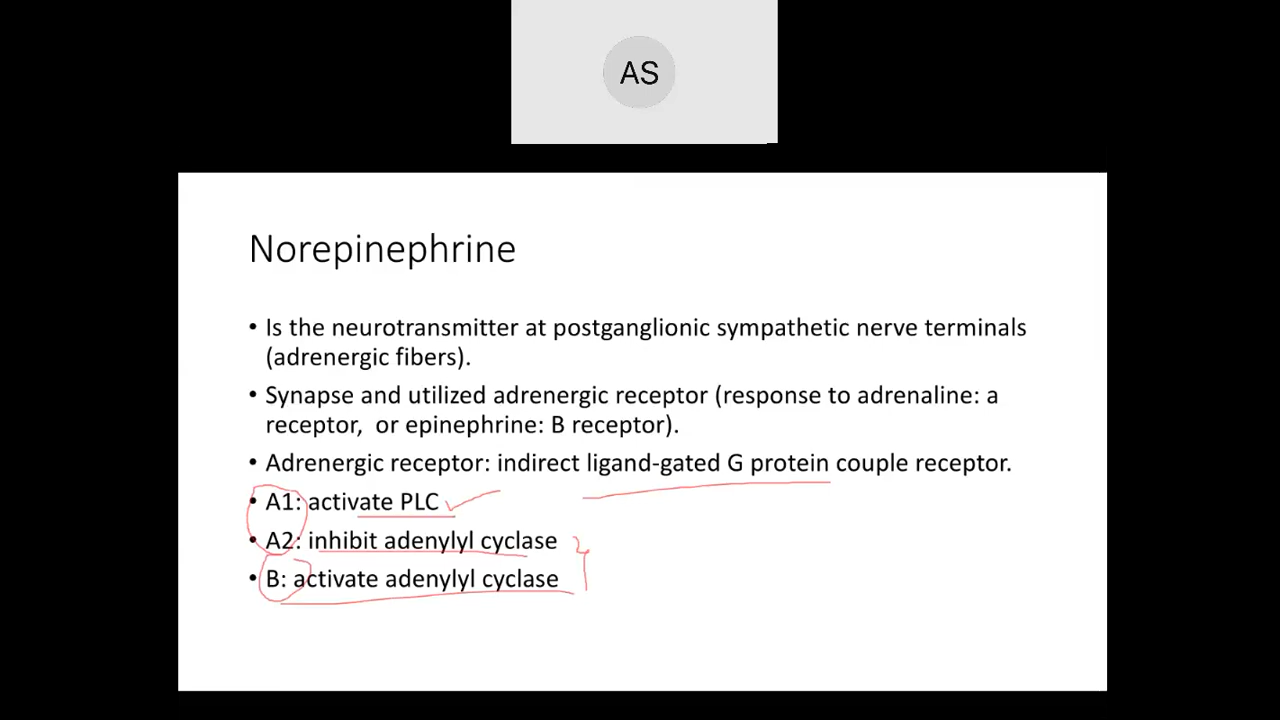 AS
Norepinephrine
• Is the neurotransmitter at postganglionic sympathetic nerve terminals
(adrenergic fibers).
• Synapse and utilized adrenergic receptor (response to adrenaline: a
receptor, or epinephrine: B receptor).
• Adrenergic receptor: indirect ligand-gated G protein couple receptor.
• A1: activate PLC
• A2: inhibit adenylyl cyclase
• B: activate adenylyl cyclase